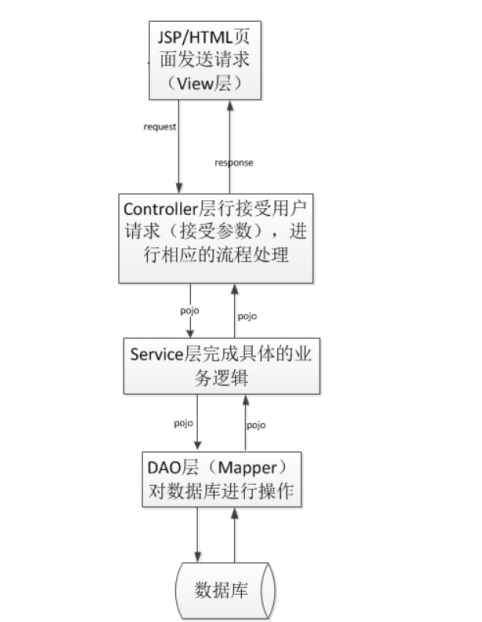 JSP/HTML页
面发送请求
（View层）
request
response
Controller层行接受用户
请求（接受参数），进
行相应的流程处理
pojo
pojo
Service层完成具体的业
务逻辑
pojo
pojo
DAO层（Mapper）
对数据库进行操作
数据库